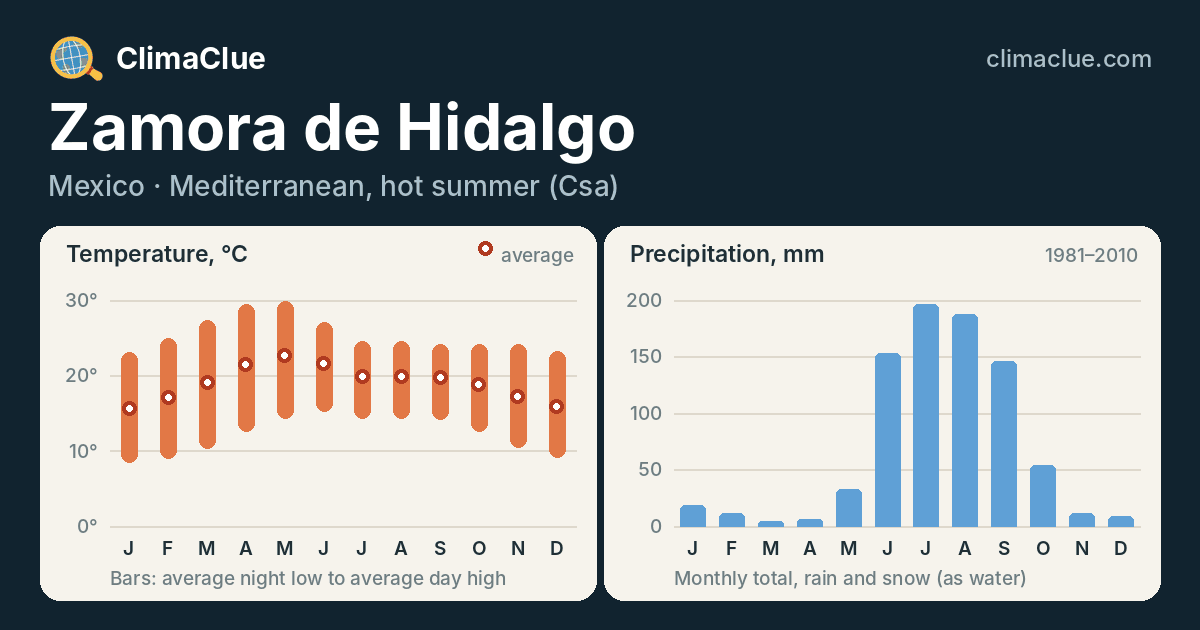 ClimaClue
climaclue.com
Zamora de Hidalgo
Mexico · Mediterranean, hot summer (Csa)
Temperature, °C
average
30°
20°
10°
0°
J F M A M J J A S O N D
Bars: average night low to average day high
Precipitation, mm
1981–2010
200
150
100
50
0
J F M A M J J A S O N D
Monthly total, rain and snow (as water)